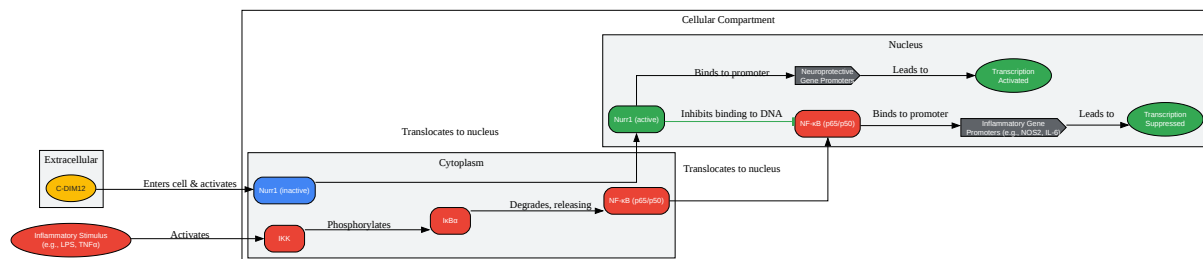 Cellular Compartment
Nucleus
Binds to promoter
Neuroprotective
Gene Promoters
Leads to
Transcription
Activated
Nurr1 (active)
Inhibits binding to DNA
NF-κB (p65/p50)
Binds to promoter
Inflammatory Gene
Promoters (e.g., NOS2, IL-6)
Leads to
Transcription
Suppressed
Translocates to nucleus
Extracellular
C-DIM12
Enters cell & activates
Cytoplasm
Nurr1 (inactive)
Translocates to nucleus
NF-κB (p65/p50)
Degrades, releasing
IκBα
Phosphorylates
IKK
Activates
Inflammatory Stimulus
(e.g., LPS, TNFα)